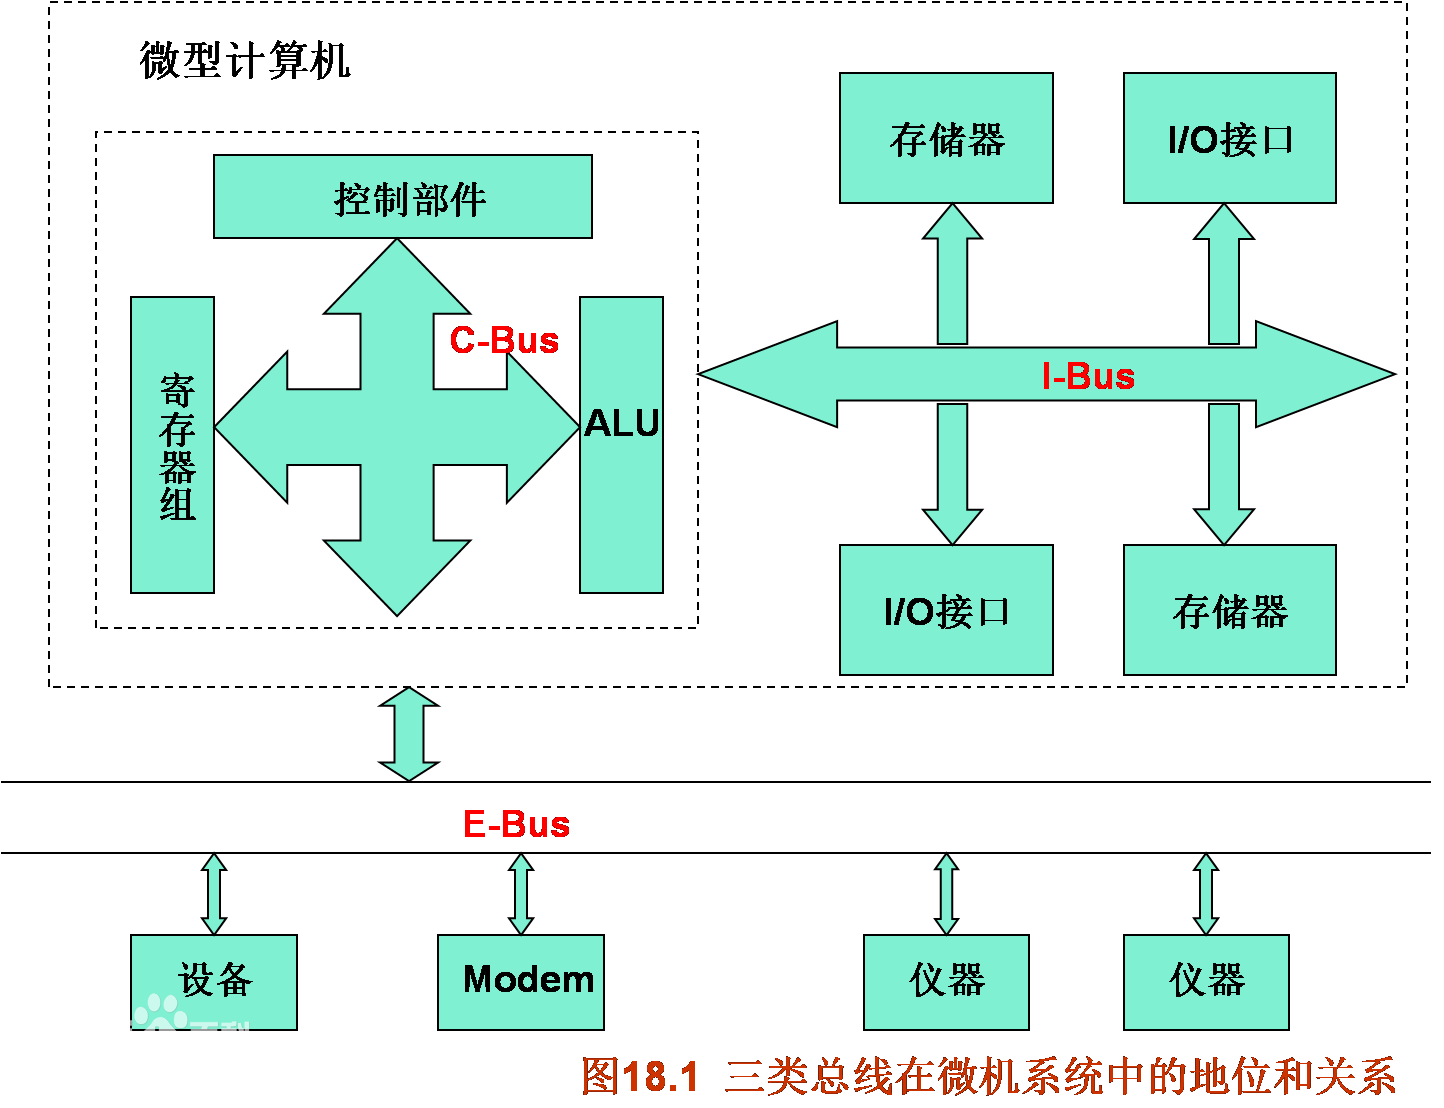 微型计算机
存储器
I/O接口
控制部件
C-Bus
I-Bus
寄存器组
ALU
I/O接口
存储器
E-Bus
设备
Modem
仪器
仪器
百科
图18.1 三类总线在微机系统中的地位和关系